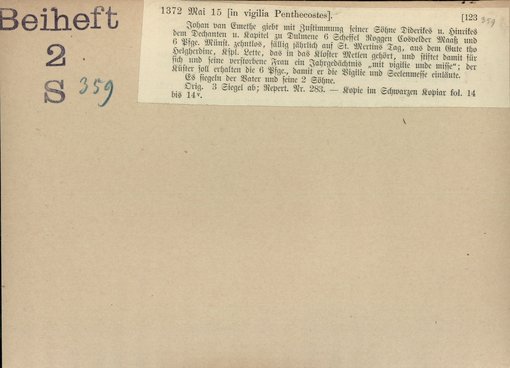 Beiheft
2
S 359
1372 Mai 15 [in vigilia Penthecostes]. [123 359
Johan van Emethe giebt mit Zustimmung seiner Söhne Diderikes u. Hinrikes
dem Dechanten u. Kapitel zu Dulmene 6 Scheffel Roggen Cosvelder Maaß und
6 Pfge. Münst. zehntlos, fällig jährlich auf St. Mertins Dag, aus dem Gute tho
Helgherdine, Kspl. Lette, das in das Kloster Metlen gehört, und stiftet damit für
sich und seine verstorbene Frau ein Jahrgedächtnis „mit vigilie unde misse“; der
Küster soll erhalten die 6 Pfge., damit er die Vigilie und Seelenmesse einläute.
Es siegeln der Vater und seine 2 Söhne.
Orig. 3 Siegel ab; Repert. Nr. 283. — Kopie im Schwarzen Kopiar fol. 14
bis 14v.